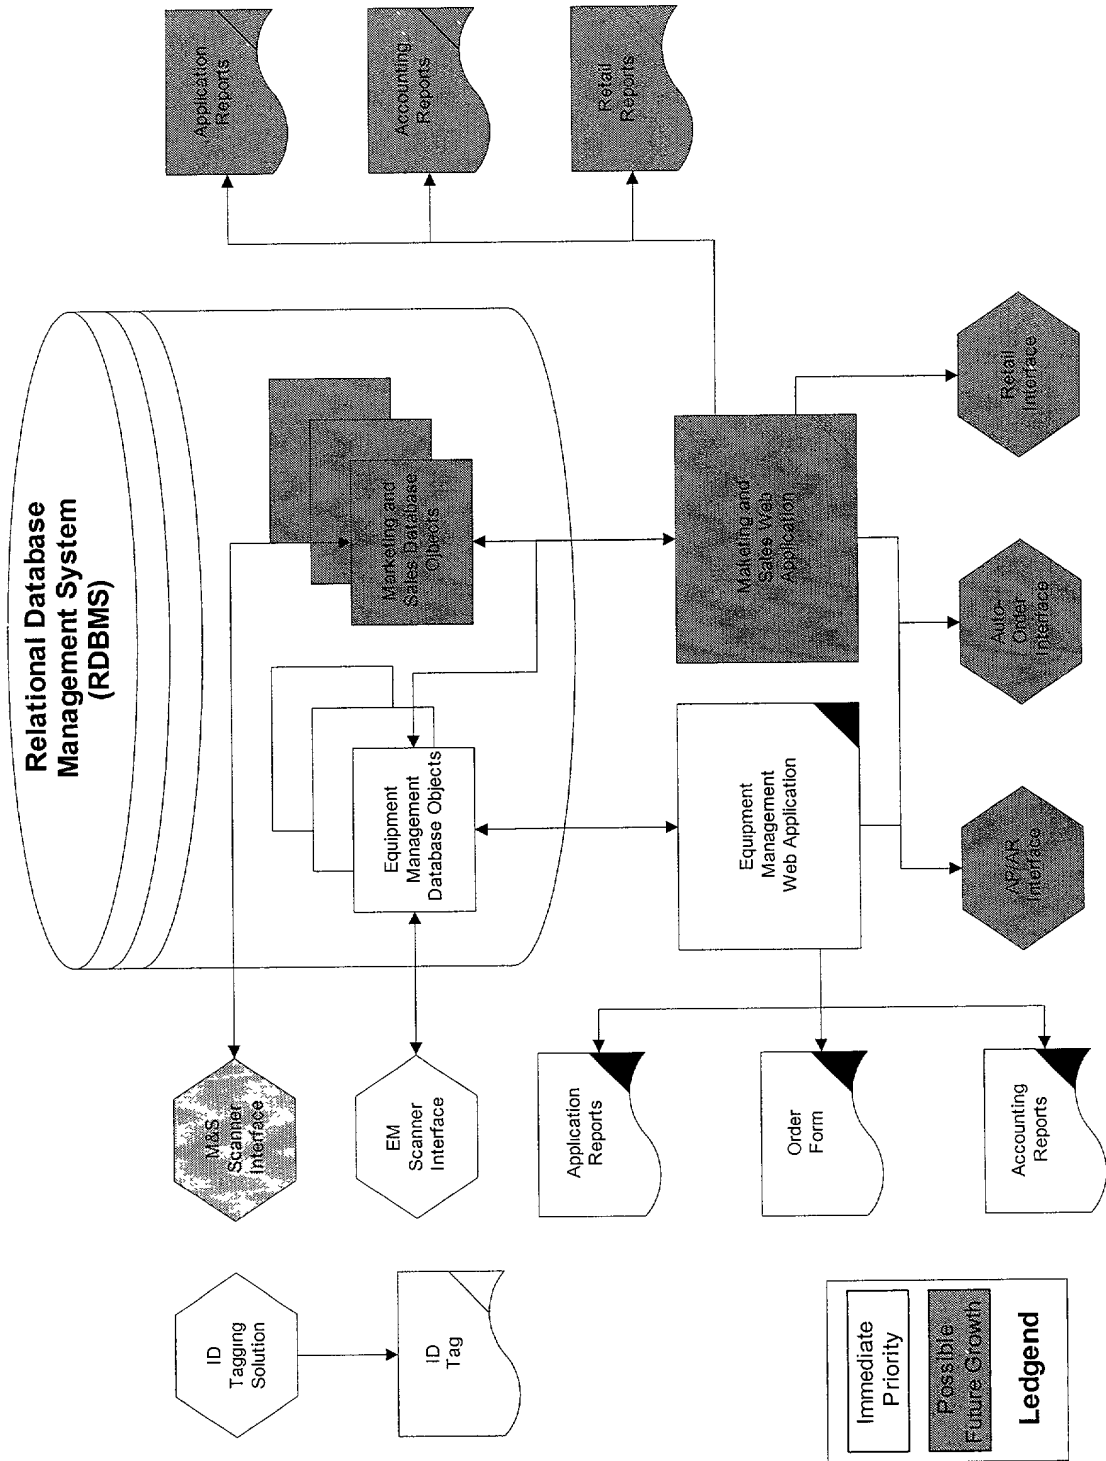 Relational Database
Management System
(RDBMS)
ID
Tagging
Solution
ID
Tag
M&S
Scanner
Interface
EM
Scanner
Interface
Equipment
Management
Database Objects
Marketing and
Sales Database
Objects
Application
Reports
Accounting
Reports
Retail
Reports
Application
Reports
Order
Form
Accounting
Reports
Equipment
Management
Web Application
Maketing and
Sales Web
Application
AP/AR
Interface
Auto-
Order
Interface
Retail
Interface
Immediate
Priority
Possible
Future Growth
Ledgend